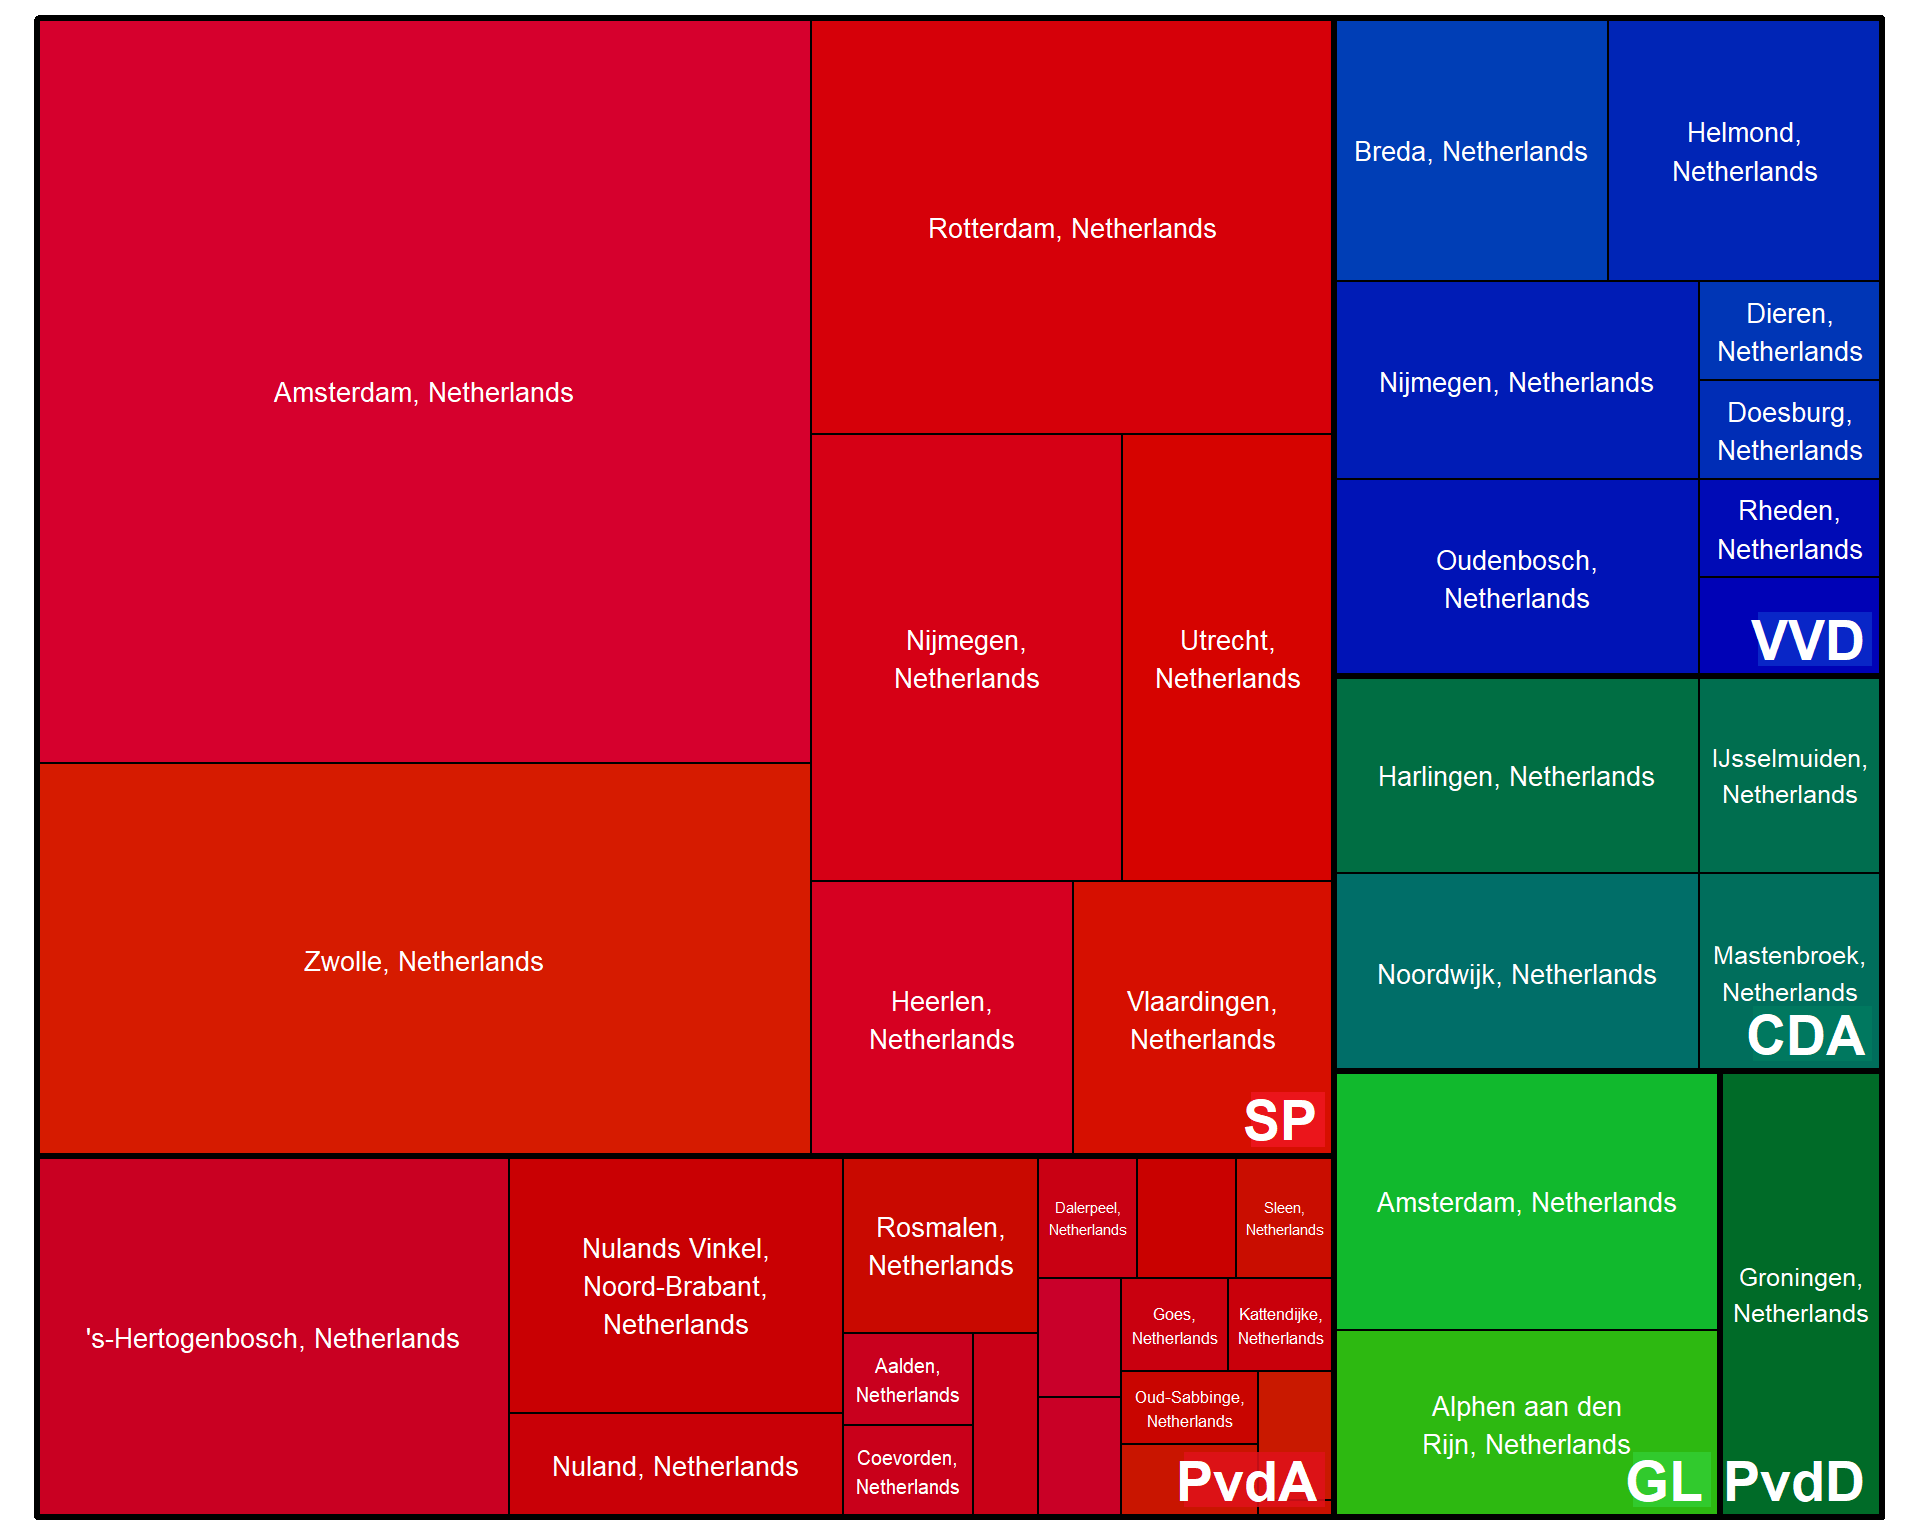 Amsterdam, Netherlands
Zwolle, Netherlands
Rotterdam, Netherlands
Nijmegen,
Netherlands
Utrecht,
Netherlands
Heerlen,
Netherlands
Vlaardingen,
Netherlands
SP
's-Hertogenbosch, Netherlands
Nulands Vinkel,
Noord-Brabant,
Netherlands
Nuland, Netherlands
Rosmalen,
Netherlands
Aalden,
Netherlands
Coevorden,
Netherlands
Dalerpeel,
Netherlands
Sleen,
Netherlands
Goes,
Netherlands
Kattendijke,
Netherlands
Oud-Sabbinge,
Netherlands
PvdA
Breda, Netherlands
Helmond,
Netherlands
Nijmegen, Netherlands
Dieren,
Netherlands
Doesburg,
Netherlands
Oudenbosch,
Netherlands
Rheden,
Netherlands
VVD
Harlingen, Netherlands
IJsselmuiden,
Netherlands
Noordwijk, Netherlands
Mastenbroek,
Netherlands
CDA
Amsterdam, Netherlands
Alphen aan den
Rijn, Netherlands
GL
Groningen,
Netherlands
PvdD